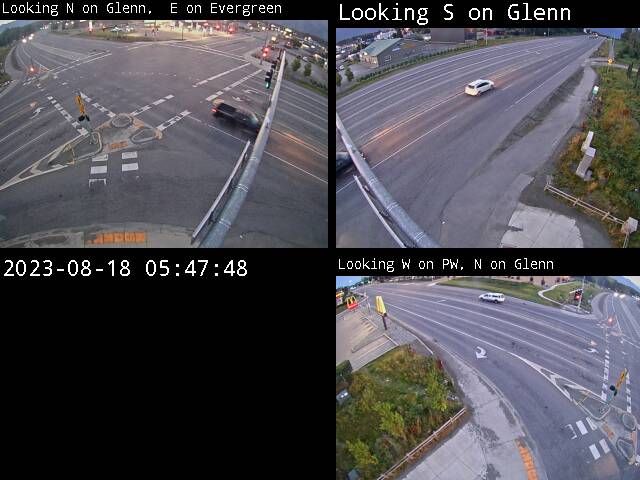 Looking N on Glenn,  E on Evergreen
Looking S on Glenn
2023-08-18 05:47:48
Looking W on PW, N on Glenn